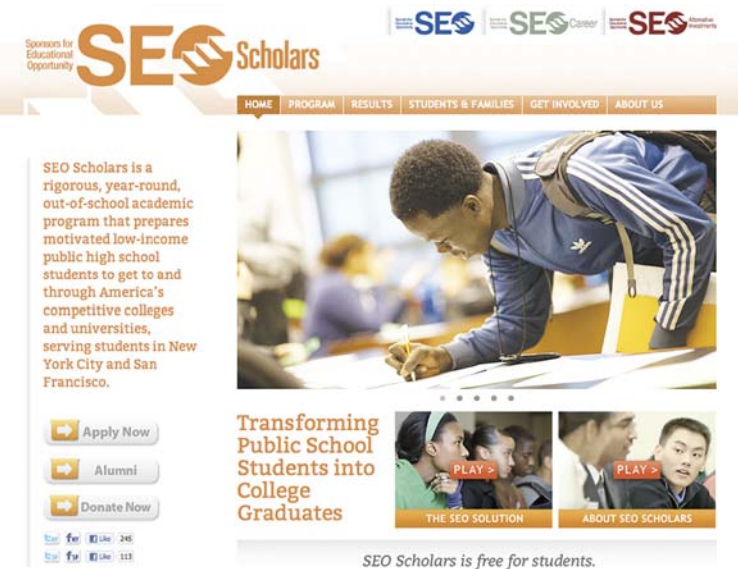 Sponsors for
Educational
Opportunity
SEO Scholars
SEO
SEO Career
SEO Alternative
Investments
HOME PROGRAM RESULTS STUDENTS & FAMILIES GET INVOLVED ABOUT US
SEO Scholars is a
rigorous, year-round,
out-of-school academic
program that prepares
motivated low-income
public high school
students to get to and
through America's
competitive colleges
and universities,
serving students in New
York City and San
Francisco.
Apply Now
Alumni
Donate Now
Like 245
Like 113
Transforming
Public School
Students into
College
Graduates
PLAY >
THE SEO SOLUTION
PLAY >
ABOUT SEO SCHOLARS
SEO Scholars is free for students.